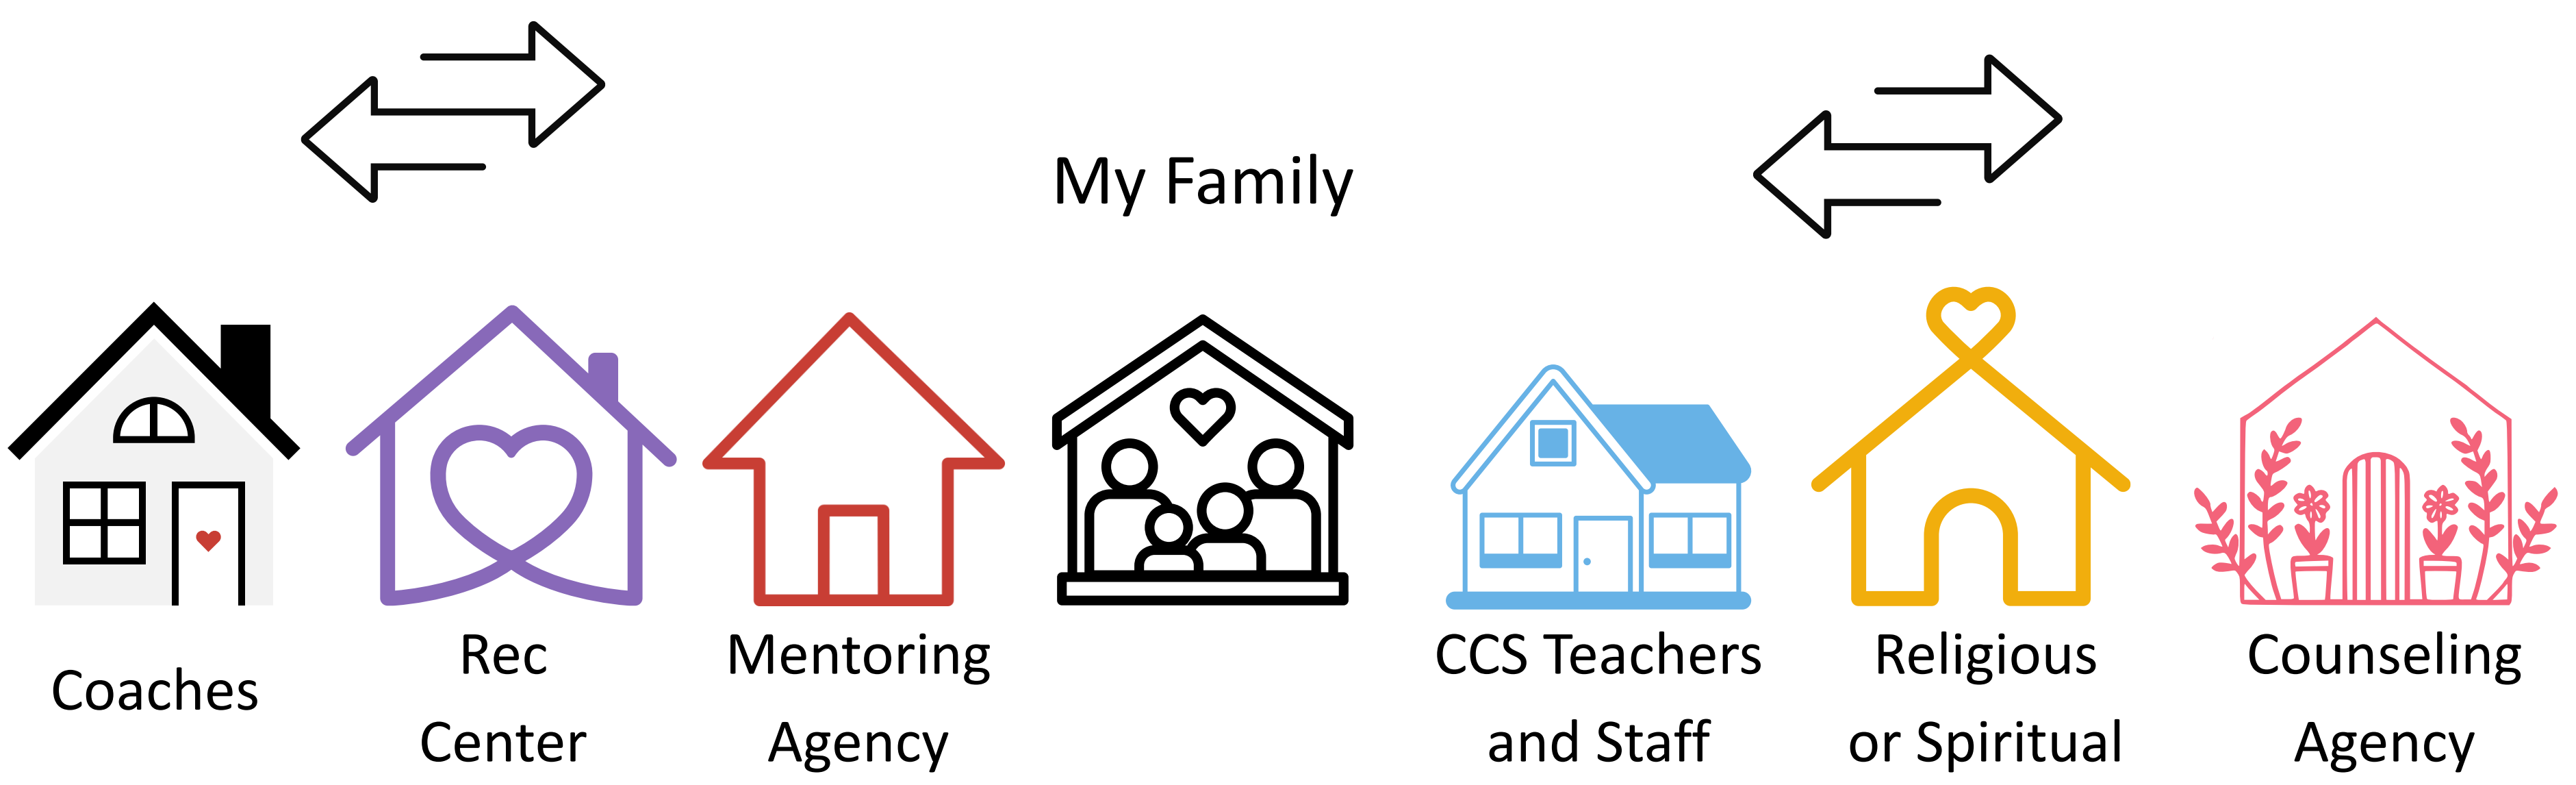 My Family
Coaches
Rec
Center
Mentoring
Agency
CCS Teachers
and Staff
Religious
or Spiritual
Counseling
Agency